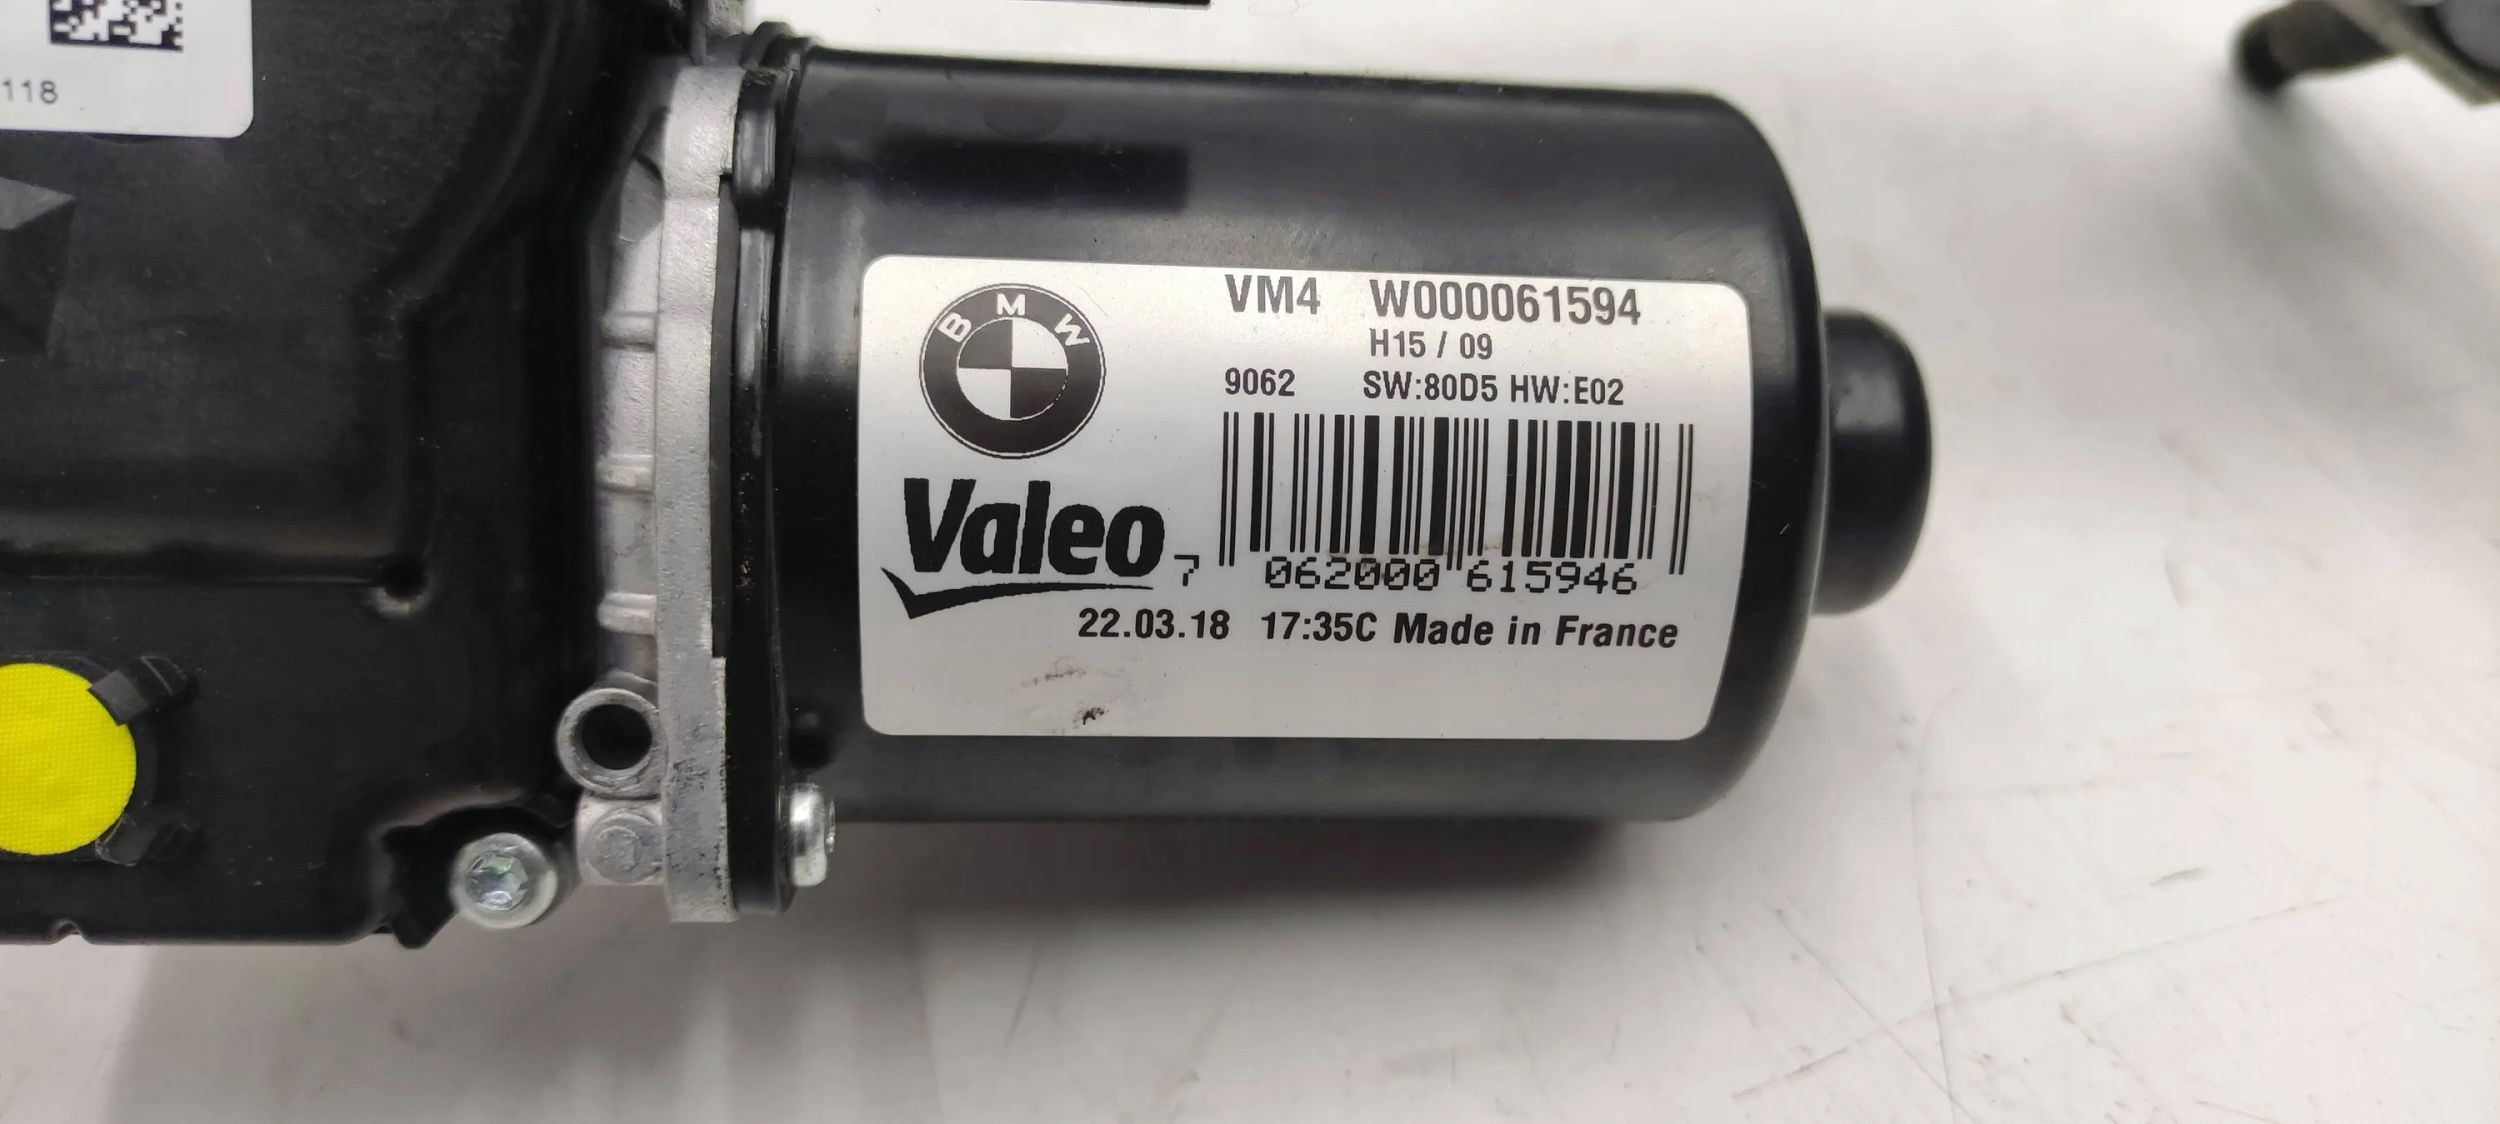 118
BMW
VM4 W000061594
H15 / 09
9062 SW:80D5 HW:E02
Valeo
7 062000 615946
22.03.18 17:35C Made in France